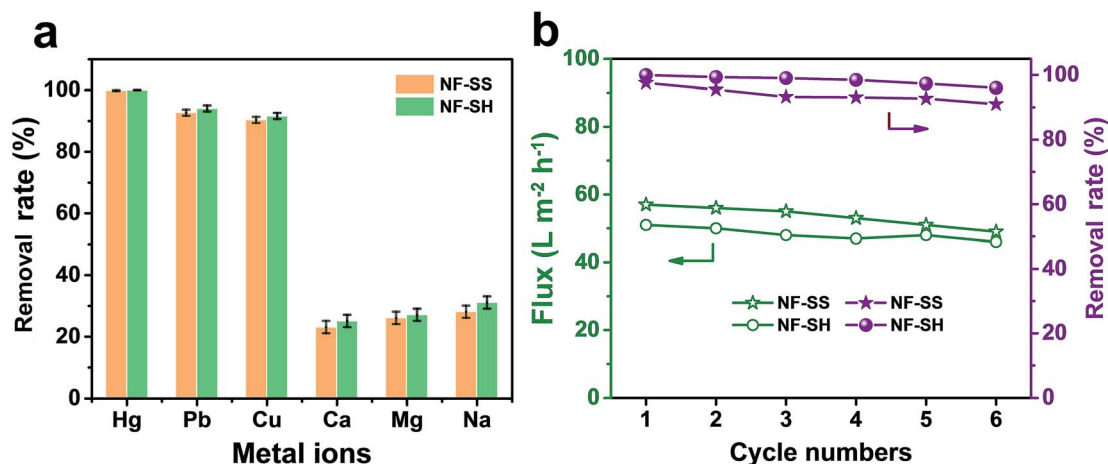 a
Removal rate (%)
100
80
60
40
20
0
NF-SS
NF-SH
Hg Pb Cu Ca Mg Na
Metal ions
b
Flux (L m⁻² h⁻¹)
100
80
60
40
20
0
NF-SS NF-SS
NF-SH NF-SH
1 2 3 4 5 6
Cycle numbers
100
80
60
40
20
0
Removal rate (%)